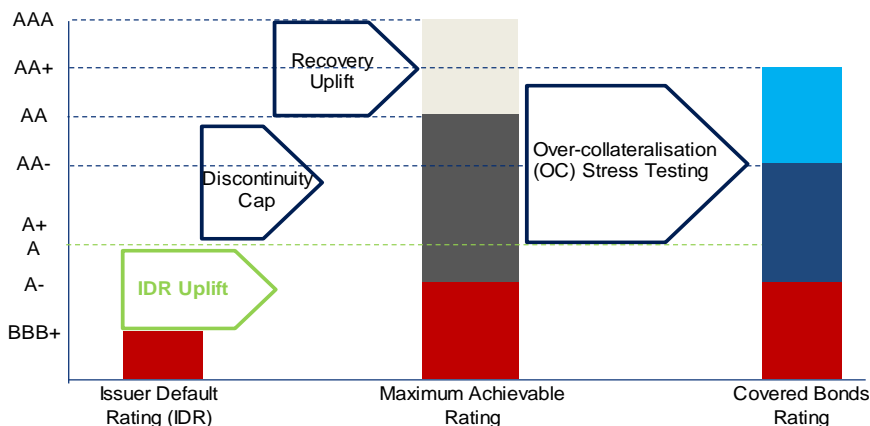 AAA
AA+
AA
AA-
A+
A
A-
BBB+
Recovery
Uplift
Discontinuity
Cap
IDR Uplift
Over-collateralisation
(OC) Stress Testing
Issuer Default
Rating (IDR)
Maximum Achievable
Rating
Covered Bonds
Rating